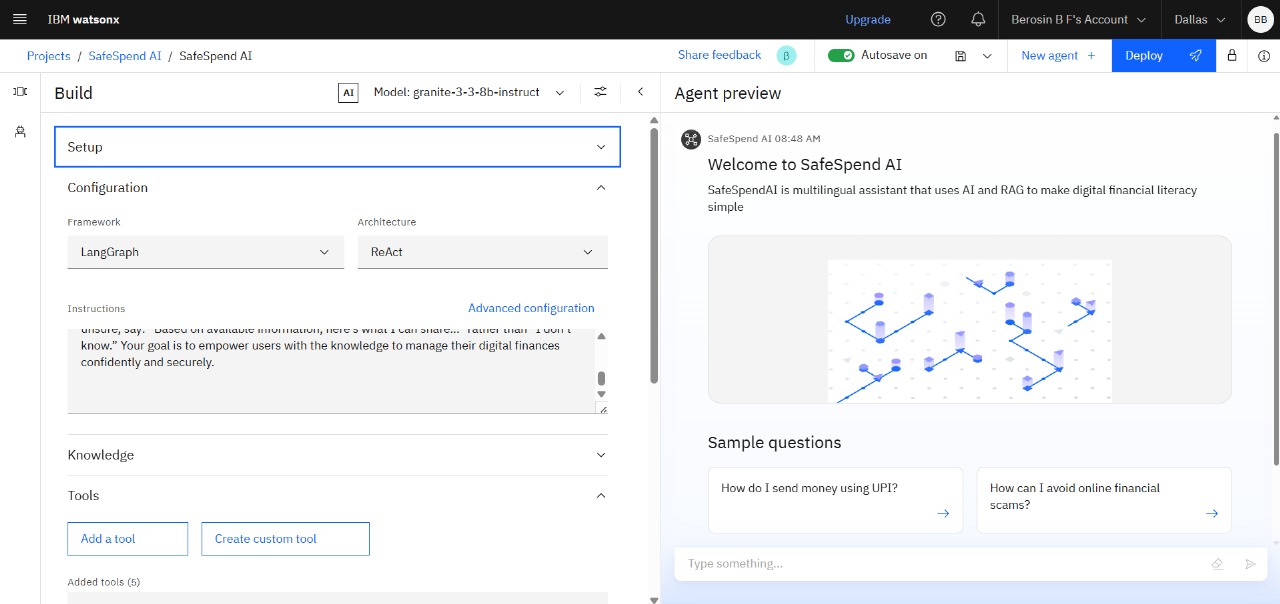 IBM watsonx
Upgrade
Berosin B F's Account
Dallas
BB
Projects / SafeSpend AI / SafeSpend AI
Share feedback
β
Autosave on
New agent +
Deploy
Build
AI
Model: granite-3-3-8b-instruct
Setup
Configuration
Framework
Architecture
LangGraph
ReAct
Instructions
Advanced configuration
unsure, say: "Based on available information, here's what I can share..." rather than "I don't
know." Your goal is to empower users with the knowledge to manage their digital finances
confidently and securely.
Knowledge
Tools
Add a tool
Create custom tool
Added tools (5)
Agent preview
SafeSpend AI 08:48 AM
Welcome to SafeSpend AI
SafeSpendAI is multilingual assistant that uses AI and RAG to make digital financial literacy
simple
Sample questions
How do I send money using UPI?
How can I avoid online financial
scams?
Type something...